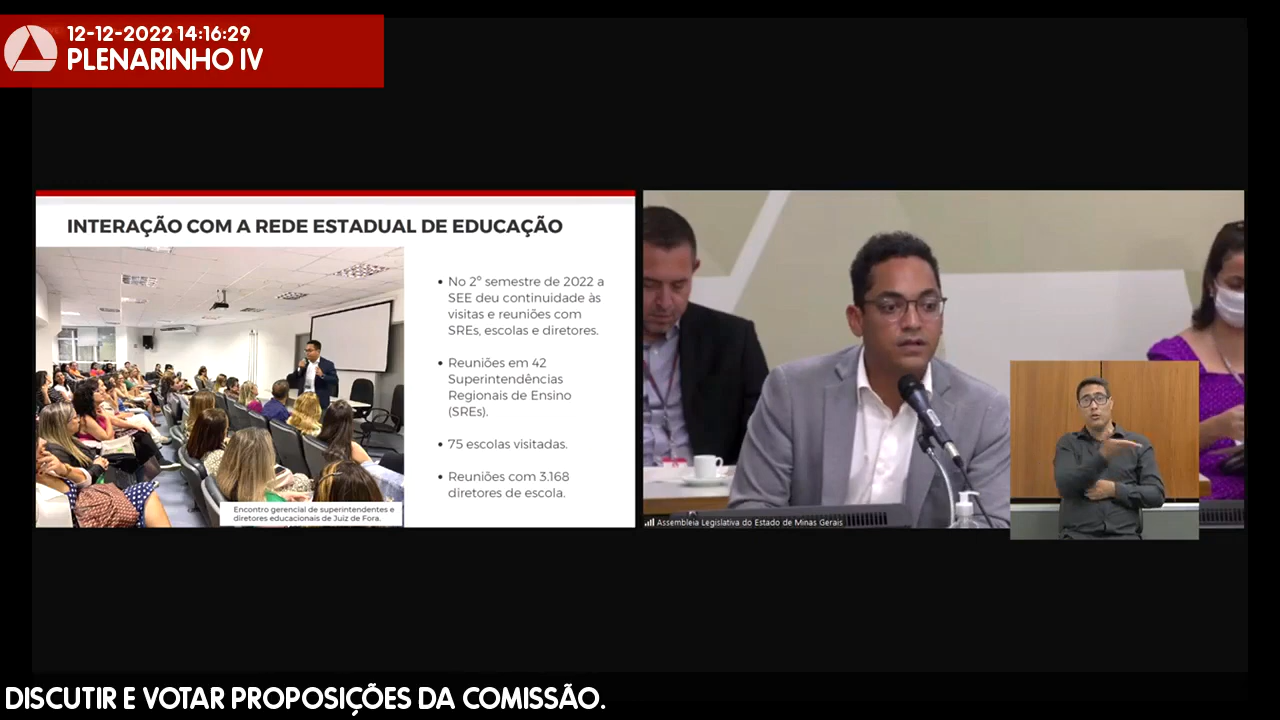 12-12-2022 14:16:29
PLENARINHO IV
INTERAÇÃO COM A REDE ESTADUAL DE EDUCAÇÃO
• No 2º semestre de 2022 a
SEE deu continuidade às
visitas e reuniões com
SREs, escolas e diretores.
• Reuniões em 42
Superintendências
Regionais de Ensino
(SREs).
• 75 escolas visitadas.
• Reuniões com 3.168
diretores de escola.
Encontro gerencial de superintendentes e
diretores educacionais de Juiz de Fora.
Assembleia Legislativa do Estado de Minas Gerais
DISCUTIR E VOTAR PROPOSIÇÕES DA COMISSÃO.